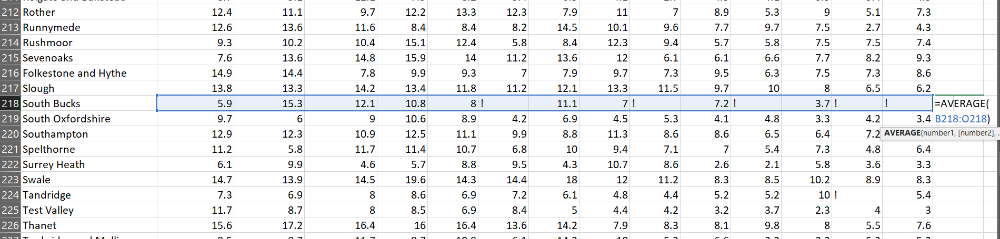 212 Rother 12.4 11.1 9.7 12.2 13.3 12.3 7.9 11 7 8.9 5.3 9 5.1 7.3
213 Runnymede 12.6 13.6 11.6 8.4 8.4 8.2 14.5 10.1 9.6 7.7 9.7 7.5 2.7 4.3
214 Rushmoor 9.3 10.2 10.4 15.1 12.4 5.8 8.4 12.3 9.4 5.7 5.8 7.5 7.5 7.4
215 Sevenoaks 7.6 13.6 14.8 15.9 14 11.2 13.6 12 6.1 6.1 6.6 7.7 8.2 9.3
216 Folkestone and Hythe 14.9 14.4 7.8 9.9 9.3 7 7.9 9.7 7.3 9.5 6.3 7.5 7.3 8.6
217 Slough 13.8 13.3 14.2 13.4 11.8 11.2 12.1 13.3 11.5 9.7 10 8 6.5 6.2
218 South Bucks 5.9 15.3 12.1 10.8 8 ! 11.1 7 ! 7.2 ! 3.7 ! ! =AVERAGE(
219 South Oxfordshire 9.7 6 9 10.6 8.9 4.2 6.9 4.5 5.3 4.1 4.8 3.3 4.2 3.4 B218:O218)
220 Southampton 12.9 12.3 10.9 12.5 11.1 9.9 8.8 11.3 8.6 8.6 6.5 6.4 7.2 AVERAGE(number1, [number2], ..
221 Spelthorne 11.2 5.8 11.7 11.4 10.7 6.8 10 9.4 7.1 7 5.4 7.3 4.8 6.4
222 Surrey Heath 6.1 9.9 4.6 5.7 8.8 9.5 4.3 10.7 8.6 2.6 2.1 5.8 3.6 3.3
223 Swale 14.7 13.9 14.5 19.6 14.3 14.4 18 12 11.2 8.3 8.5 10.2 8.9 8.3
224 Tandridge 7.3 6.9 8 8.6 6.9 7.2 6.1 4.8 4.4 5.2 5.2 10 ! 5.4
225 Test Valley 11.7 8.7 8 8.5 6.9 8.4 5 4.4 4.2 3.2 3.7 2.3 4 3
226 Thanet 15.6 17.2 16.4 16 16.4 13.6 14.2 7.9 8.3 8.1 9.8 8 5.5 7.6